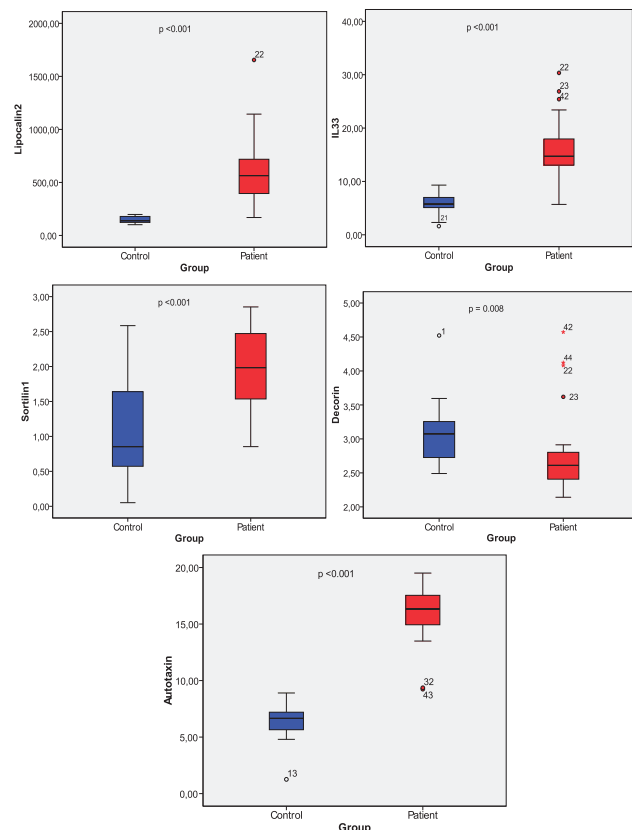 p <0.001
22
2000,00
1500,00
1000,00
500,00
0,00
Lipocalin2
Control
Patient
Group
p <0.001
22
23
42
21
40,00
30,00
20,00
10,00
0,00
IL33
Control
Patient
Group
p <0.001
3,00
2,50
2,00
1,50
1,00
0,50
0,00
Sortilin1
Control
Patient
Group
p = 0.008
1
42
44
22
23
5,00
4,50
4,00
3,50
3,00
2,50
2,00
Decorin
Control
Patient
Group
p <0.001
32
43
13
20,00
15,00
10,00
5,00
0,00
Autotaxin
Control
Patient
Group